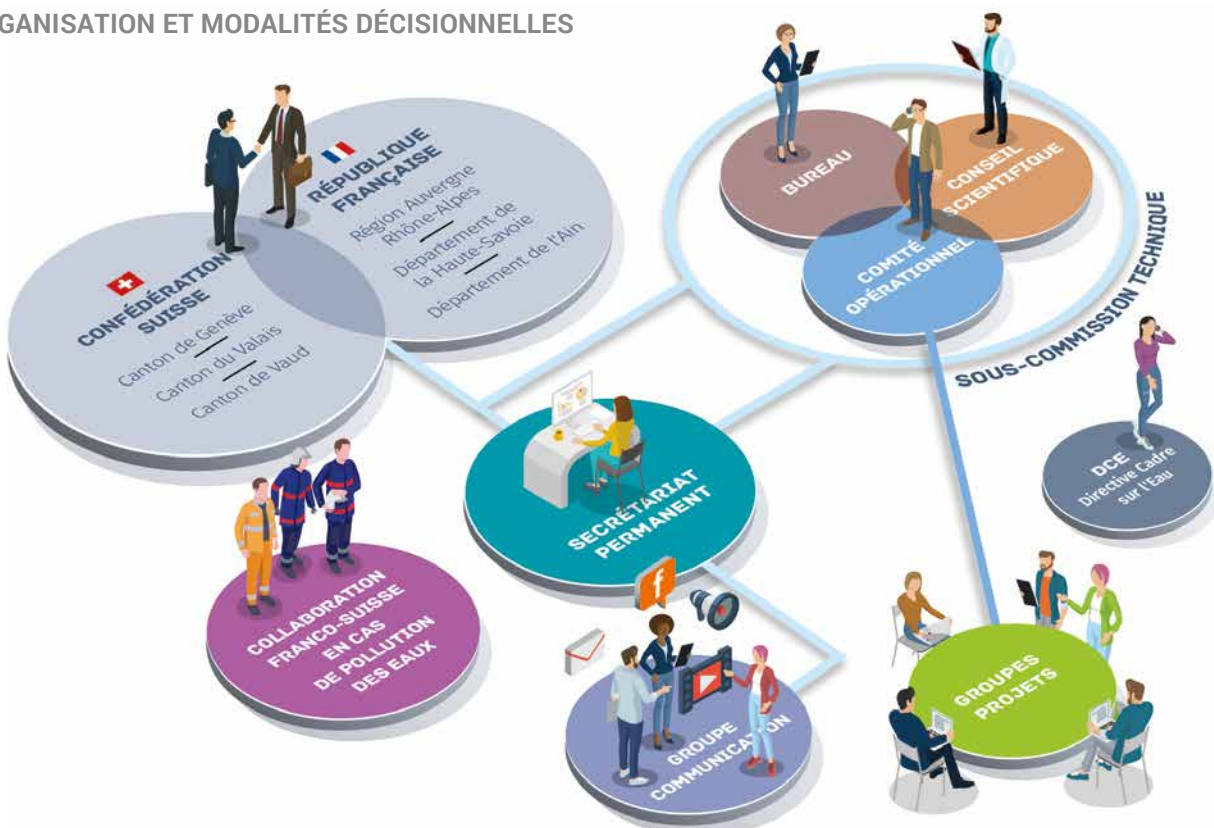 GANISATION ET MODALITÉS DÉCISIONNELLES
CONFÉDÉRATION
SUISSE
Canton de Genève
Canton du Valais
Canton de Vaud
RÉPUBLIQUE
FRANÇAISE
Région Auvergne
Rhône-Alpes
Département de
la Haute-Savoie
Département de l'Ain
BUREAU
CONSEIL
SCIENTIFIQUE
COMITÉ
OPÉRATIONNEL
SOUS-COMMISSION TECHNIQUE
DCE
Directive Cadre
sur l'Eau
SECRÉTARIAT
PERMANENT
COLLABORATION
FRANCO-SUISSE
EN CAS
DE POLLUTION
DES EAUX
GROUPE
COMMUNICATION
GROUPES
PROJETS